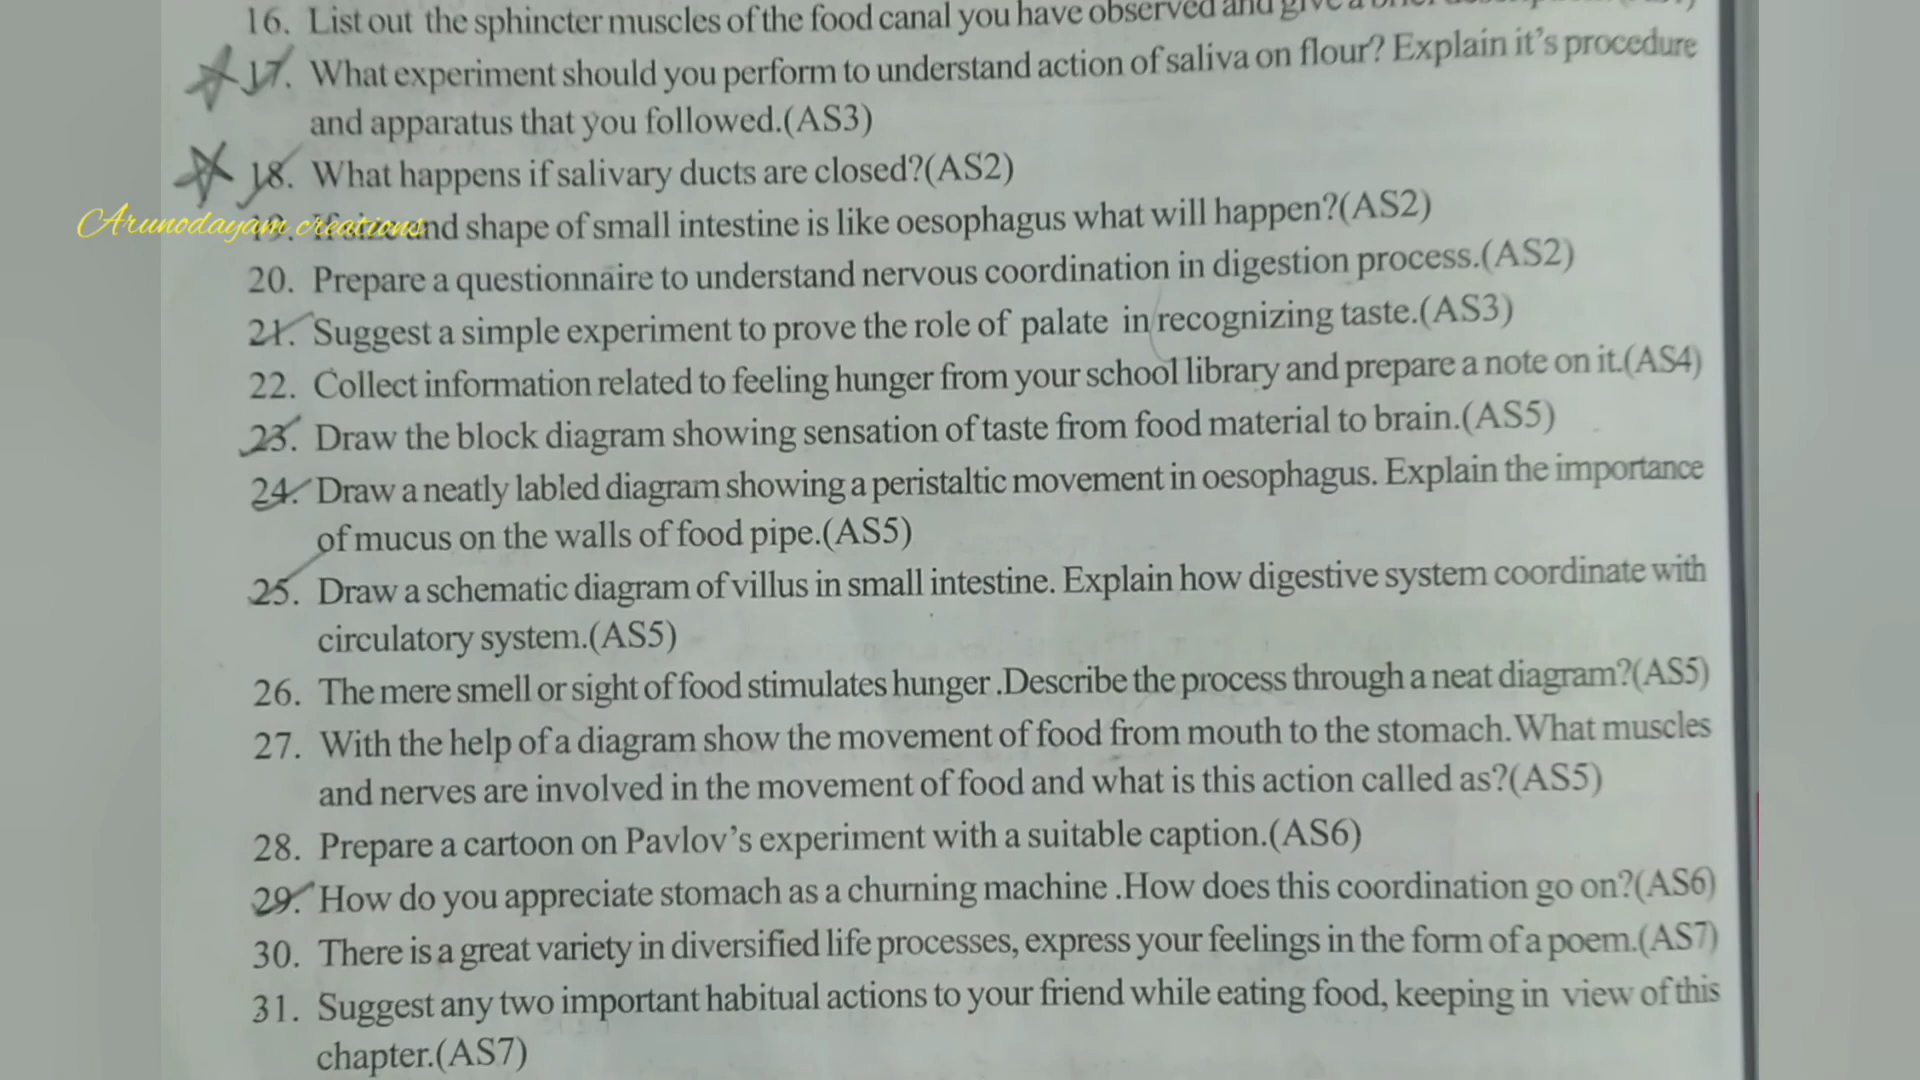 16. List out the sphincter muscles of the food canal you have observed and give a brief
17. What experiment should you perform to understand action of saliva on flour? Explain it's procedure
and apparatus that you followed.(AS3)
18. What happens if salivary ducts are closed?(AS2)
Arunodayam creations
19. If size and shape of small intestine is like oesophagus what will happen?(AS2)
20. Prepare a questionnaire to understand nervous coordination in digestion process.(AS2)
21. Suggest a simple experiment to prove the role of palate in recognizing taste.(AS3)
22. Collect information related to feeling hunger from your school library and prepare a note on it.(AS4)
23. Draw the block diagram showing sensation of taste from food material to brain.(AS5)
24. Draw a neatly labled diagram showing a peristaltic movement in oesophagus. Explain the importance
of mucus on the walls of food pipe.(AS5)
25. Draw a schematic diagram of villus in small intestine. Explain how digestive system coordinate with
circulatory system.(AS5)
26. The mere smell or sight of food stimulates hunger .Describe the process through a neat diagram?(AS5)
27. With the help of a diagram show the movement of food from mouth to the stomach. What muscles
and nerves are involved in the movement of food and what is this action called as?(AS5)
28. Prepare a cartoon on Pavlov's experiment with a suitable caption.(AS6)
29. How do you appreciate stomach as a churning machine .How does this coordination go on?(AS6)
30. There is a great variety in diversified life processes, express your feelings in the form of a poem.(AS7)
31. Suggest any two important habitual actions to your friend while eating food, keeping in view of this
chapter.(AS7)